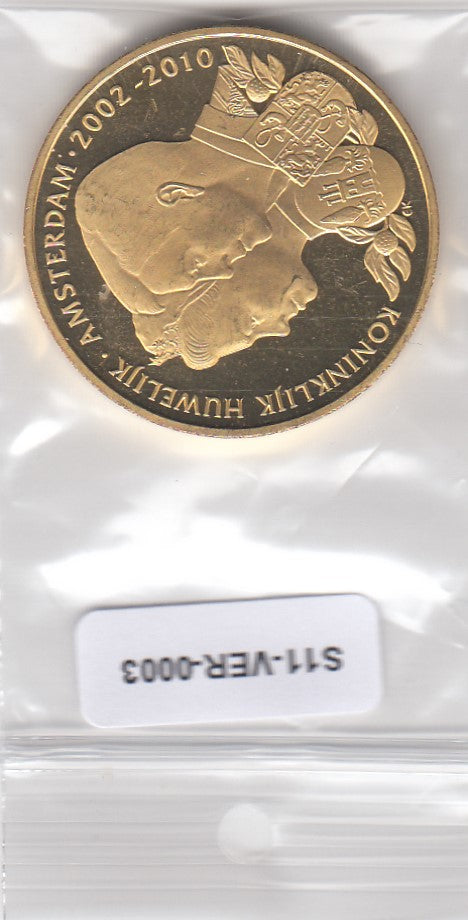 KONINKLIJK HUWELIJK · AMSTERDAM · 2002-2010
CK
S11-VER-0003